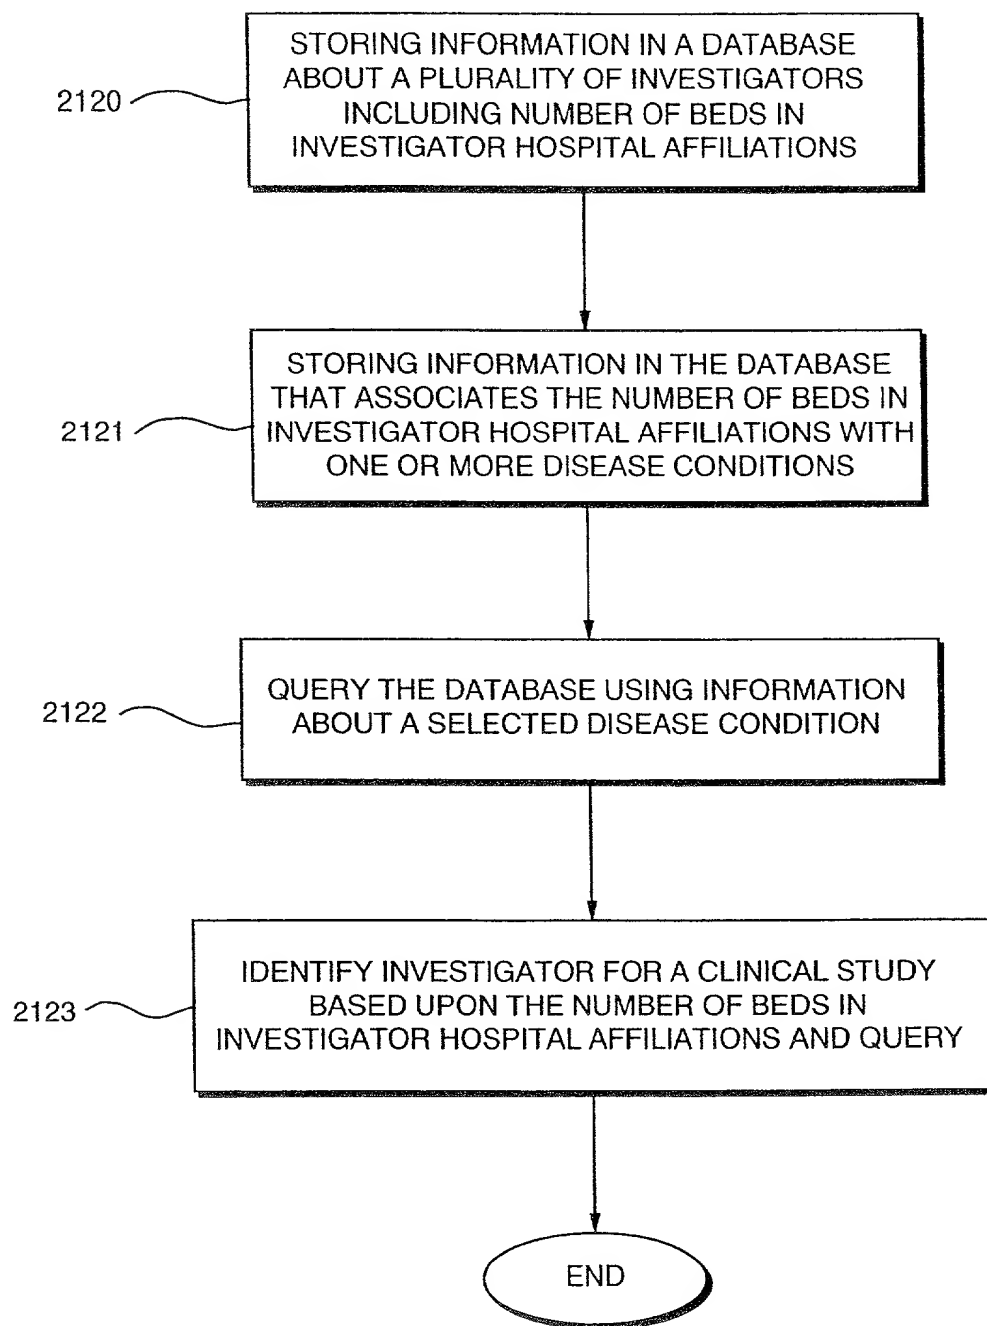 STORING INFORMATION IN A DATABASE
ABOUT A PLURALITY OF INVESTIGATORS
INCLUDING NUMBER OF BEDS IN
INVESTIGATOR HOSPITAL AFFILIATIONS
2120
STORING INFORMATION IN THE DATABASE
THAT ASSOCIATES THE NUMBER OF BEDS IN
INVESTIGATOR HOSPITAL AFFILIATIONS WITH
ONE OR MORE DISEASE CONDITIONS
2121
QUERY THE DATABASE USING INFORMATION
ABOUT A SELECTED DISEASE CONDITION
2122
IDENTIFY INVESTIGATOR FOR A CLINICAL STUDY
BASED UPON THE NUMBER OF BEDS IN
INVESTIGATOR HOSPITAL AFFILIATIONS AND QUERY
2123
END